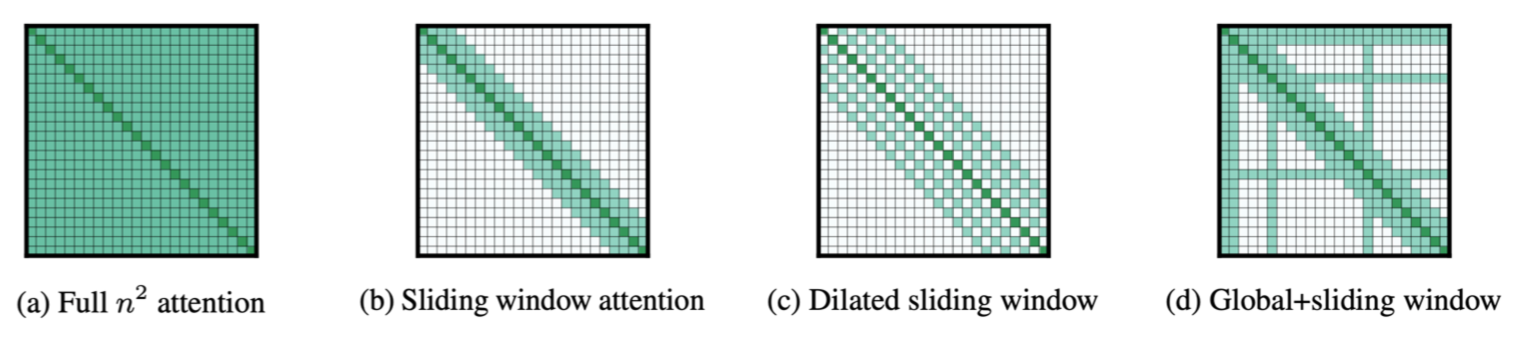 (a) Full n² attention
(b) Sliding window attention
(c) Dilated sliding window
(d) Global+sliding window